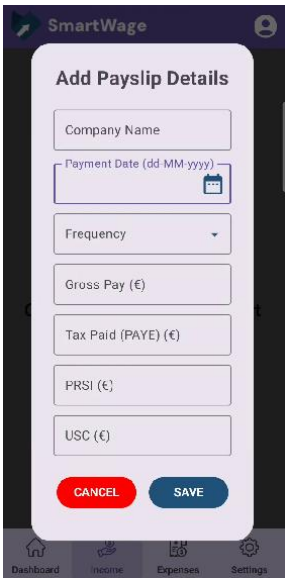 SmartWage
Add Payslip Details
Company Name
Payment Date (dd-MM-yyyy)
Frequency
Gross Pay (€)
Tax Paid (PAYE) (€)
PRSI (€)
USC (€)
CANCEL SAVE
Dashboard Income Expenses Settings